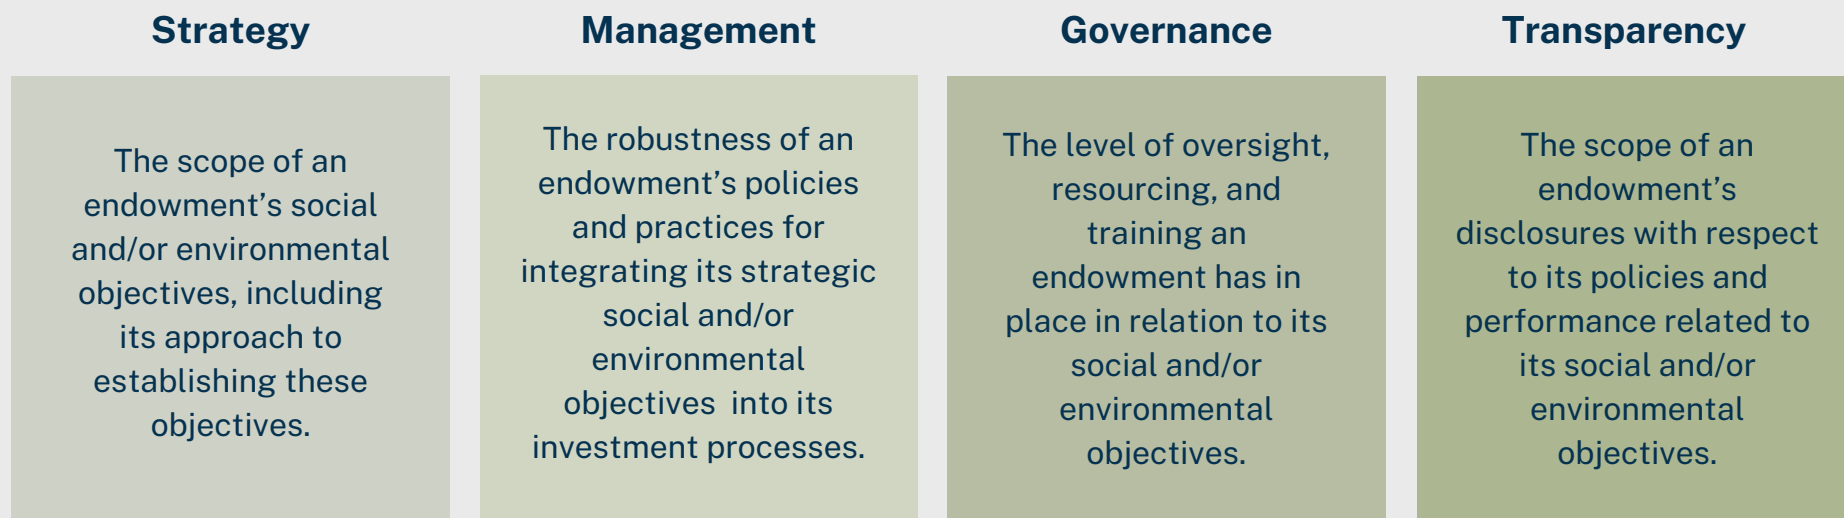 Strategy
The scope of an
endowment’s social
and/or environmental
objectives, including
its approach to
establishing these
objectives.
Management
The robustness of an
endowment’s policies
and practices for
integrating its strategic
social and/or
environmental
objectives  into its
investment processes.
Governance
The level of oversight,
resourcing, and
training an
endowment has in
place in relation to its
social and/or
environmental
objectives.
Transparency
The scope of an
endowment’s
disclosures with respect
to its policies and
performance related to
its social and/or
environmental
objectives.